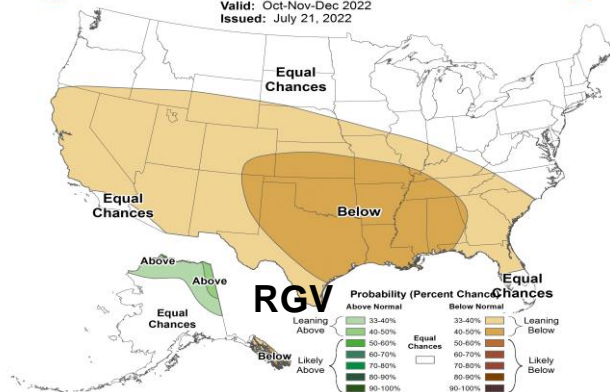 Valid: Oct-Nov-Dec 2022
Issued: July 21, 2022
Equal
Chances
Equal
Chances
Below
Above
Above
Equal
Chances
Below
RGV
Equal
Chances
Probability (Percent Chance)
Above Normal
Below Normal
Leaning
Above
33-40%
40-50%
Likely
Above
50-60%
60-70%
70-80%
80-90%
90-100%
Equal
Chances
33-40%
40-50%
Leaning
Below
50-60%
60-70%
70-80%
80-90%
90-100%
Likely
Below